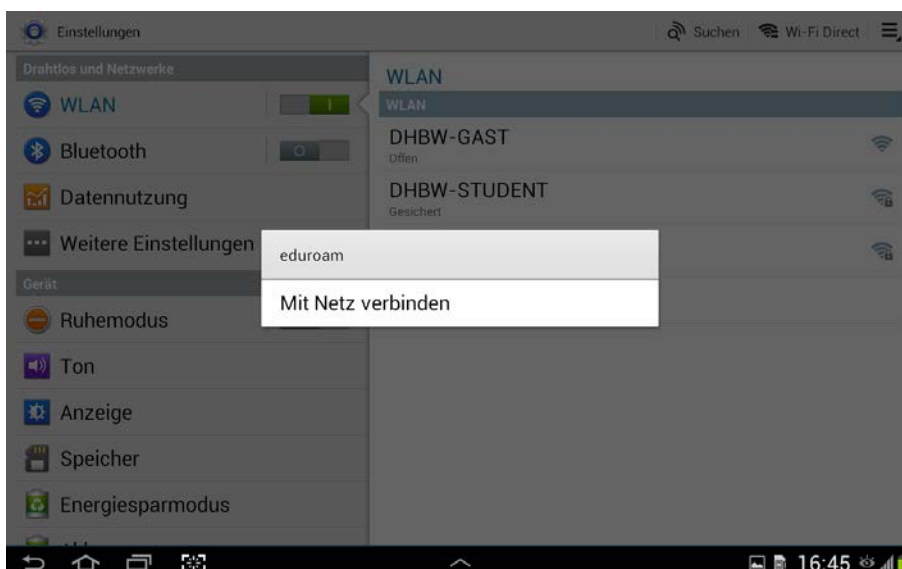 Einstellungen
Suchen
Wi-Fi Direct
Drahtlos und Netzwerke
WLAN
Bluetooth
Datennutzung
Weitere Einstellungen
Gerät
Ruhemodus
Ton
Anzeige
Speicher
Energiesparmodus
WLAN
WLAN
DHBW-GAST
Offen
DHBW-STUDENT
Gesichert
eduroam
Mit Netz verbinden
16:45